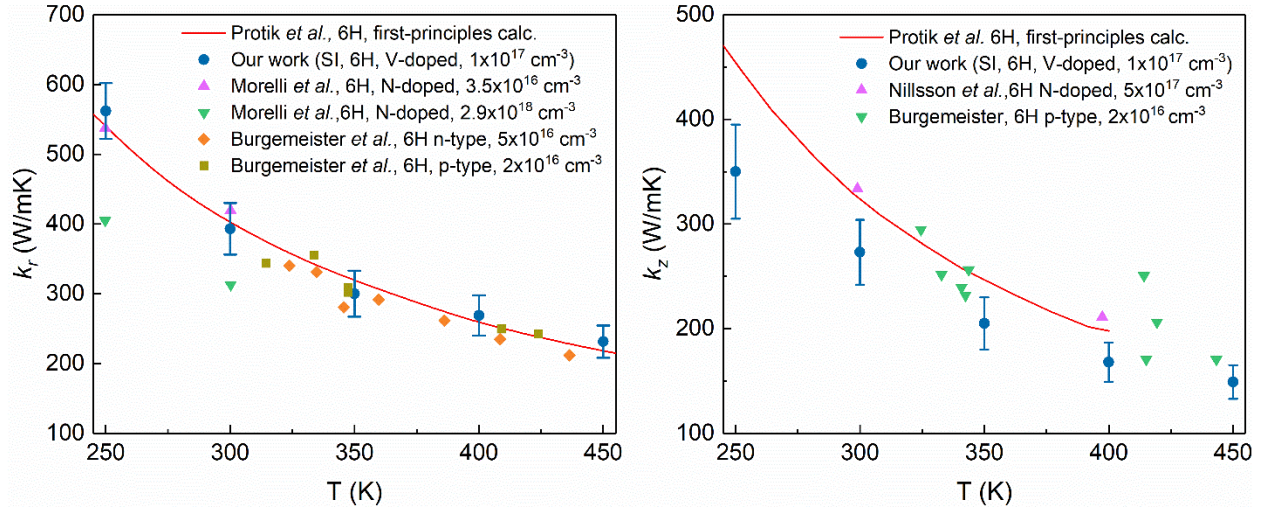 700
600
500
400
300
200
100
k_r (W/mK)
Protik et al., 6H, first-principles calc.
Our work (SI, 6H, V-doped, 1x10^17 cm^-3)
Morelli et al.,6H, N-doped, 3.5x10^16 cm^-3
Morelli et al.,6H, N-doped, 2.9x10^18 cm^-3
Burgemeister et al., 6H n-type, 5x10^16 cm^-3
Burgemeister et al., 6H, p-type, 2x10^16 cm^-3
250 300 350 400 450
T (K)
500
400
300
200
100
k_z (W/mK)
Protik et al. 6H, first-principles calc.
Our work (SI, 6H, V-doped, 1x10^17 cm^-3)
Nillsson et al.,6H N-doped, 5x10^17 cm^-3
Burgemeister, 6H p-type, 2x10^16 cm^-3
250 300 350 400 450
T (K)